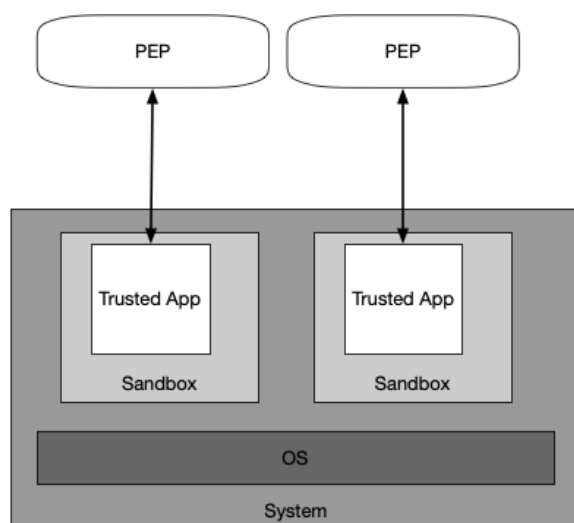 PEP
PEP
Trusted App
Trusted App
Sandbox
Sandbox
OS
System